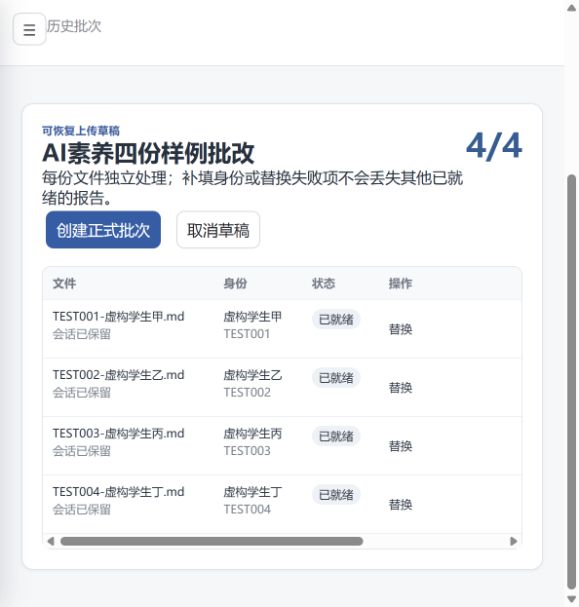 历史批次
可恢复上传草稿
AI素养四份样例批改
4/4
每份文件独立处理；补填身份或替换失败项不会丢失其他已就
绪的报告。
创建正式批次 取消草稿
文件 身份 状态 操作
TEST001-虚构学生甲.md 虚构学生甲 已就绪 替换
会话已保留 TEST001
TEST002-虚构学生乙.md 虚构学生乙 已就绪 替换
会话已保留 TEST002
TEST003-虚构学生丙.md 虚构学生丙 已就绪 替换
会话已保留 TEST003
TEST004-虚构学生丁.md 虚构学生丁 已就绪 替换
会话已保留 TEST004